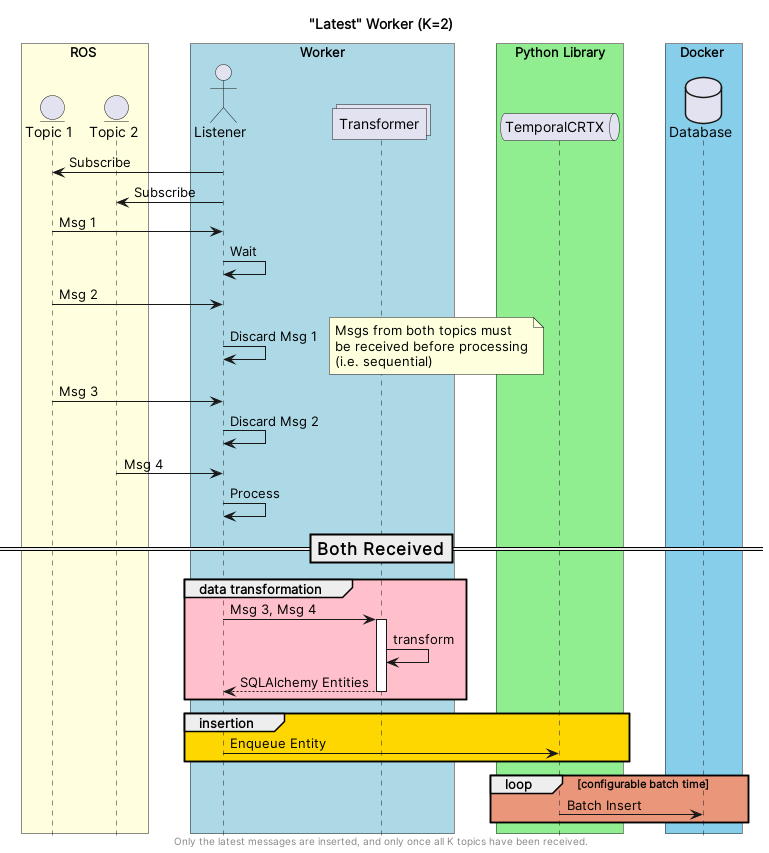 "Latest" Worker (K=2)
ROS
Worker
Python Library
Docker
Topic 1
Topic 2
Listener
Transformer
TemporalCRTX
Database
Subscribe
Subscribe
Msg 1
Wait
Msg 2
Msgs from both topics must
be received before processing
(i.e. sequential)
Discard Msg 1
Msg 3
Discard Msg 2
Msg 4
Process
Both Received
data transformation
Msg 3, Msg 4
transform
SQLAlchemy Entities
insertion
Enqueue Entity
loop
[configurable batch time]
Batch Insert
Only the latest messages are inserted, and only once all K topics have been received.